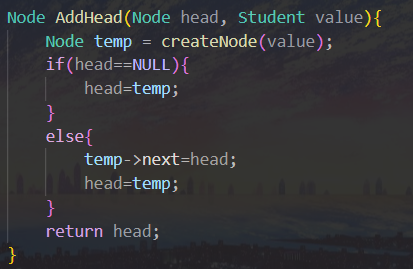 Node AddHead(Node head, Student value){
    Node temp = createNode(value);
    if(head==NULL){
        head=temp;
    }
    else{
        temp->next=head;
        head=temp;
    }
    return head;
}